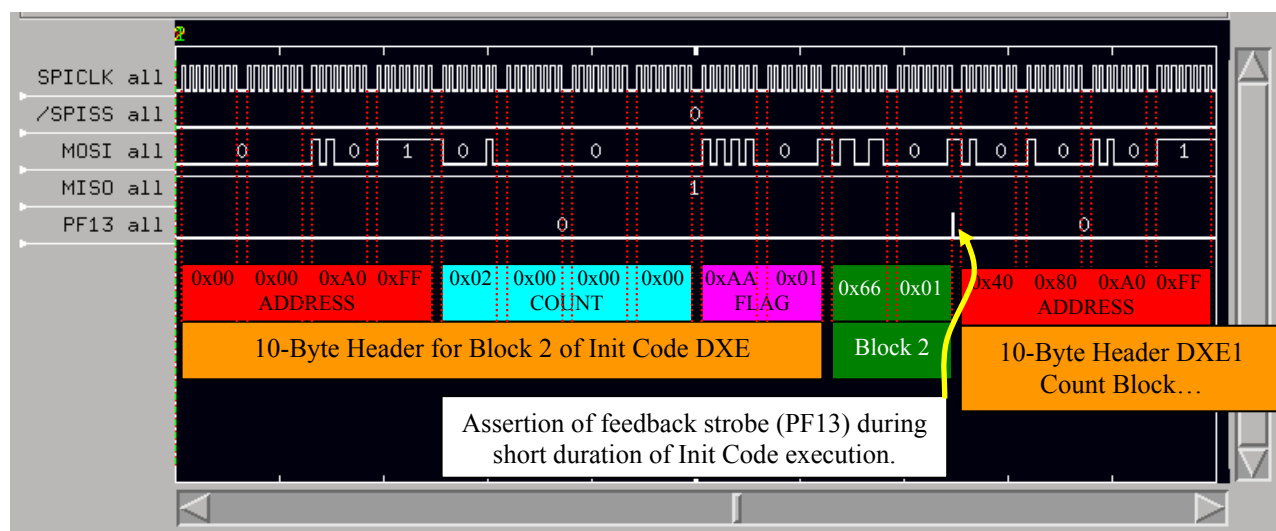 SPICLK all
/SPISS all
0
MOSI all
0 0 1 0 0 0 0 0 0 0 1
MISO all
1
PF13 all
0 0
0x00 0x00 0xA0 0xFF 0x02 0x00 0x00 0x00 0xAA 0x01 0x66 0x01 0x40 0x80 0xA0 0xFF
ADDRESS COUNT FLAG ADDRESS
10-Byte Header for Block 2 of Init Code DXE
Block 2
10-Byte Header DXE1
Count Block…
Assertion of feedback strobe (PF13) during
short duration of Init Code execution.